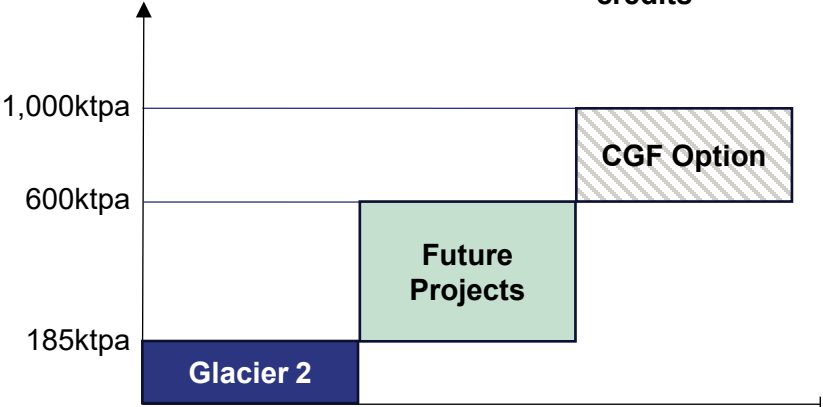 credits
1,000ktpa
CGF Option
600ktpa
Future
Projects
185ktpa
Glacier 2